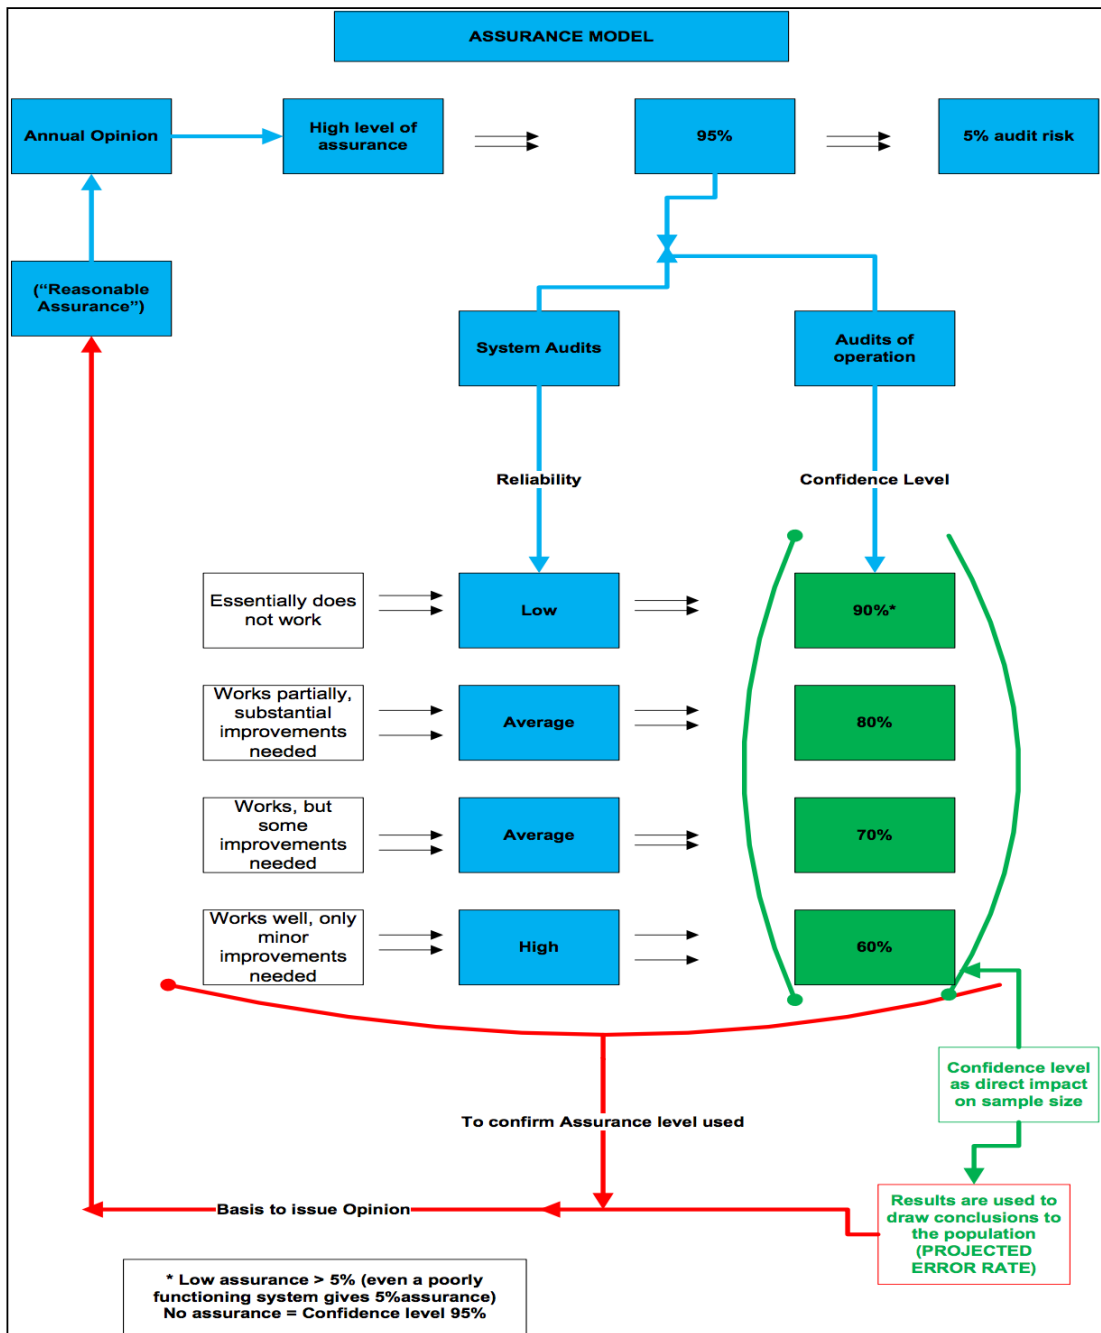 ASSURANCE MODEL
Annual Opinion
High level of
assurance
95%
5% audit risk
("Reasonable
Assurance")
System Audits
Audits of
operation
Reliability
Confidence Level
Essentially does
not work
Low
90%*
Works partially,
substantial
improvements
needed
Average
80%
Works, but
some
improvements
needed
Average
70%
Works well, only
minor
improvements
needed
High
60%
Confidence level
as direct impact
on sample size
To confirm Assurance level used
Basis to issue Opinion
Results are used to
draw conclusions to
the population
(PROJECTED
ERROR RATE)
* Low assurance > 5% (even a poorly
functioning system gives 5%assurance)
No assurance = Confidence level 95%